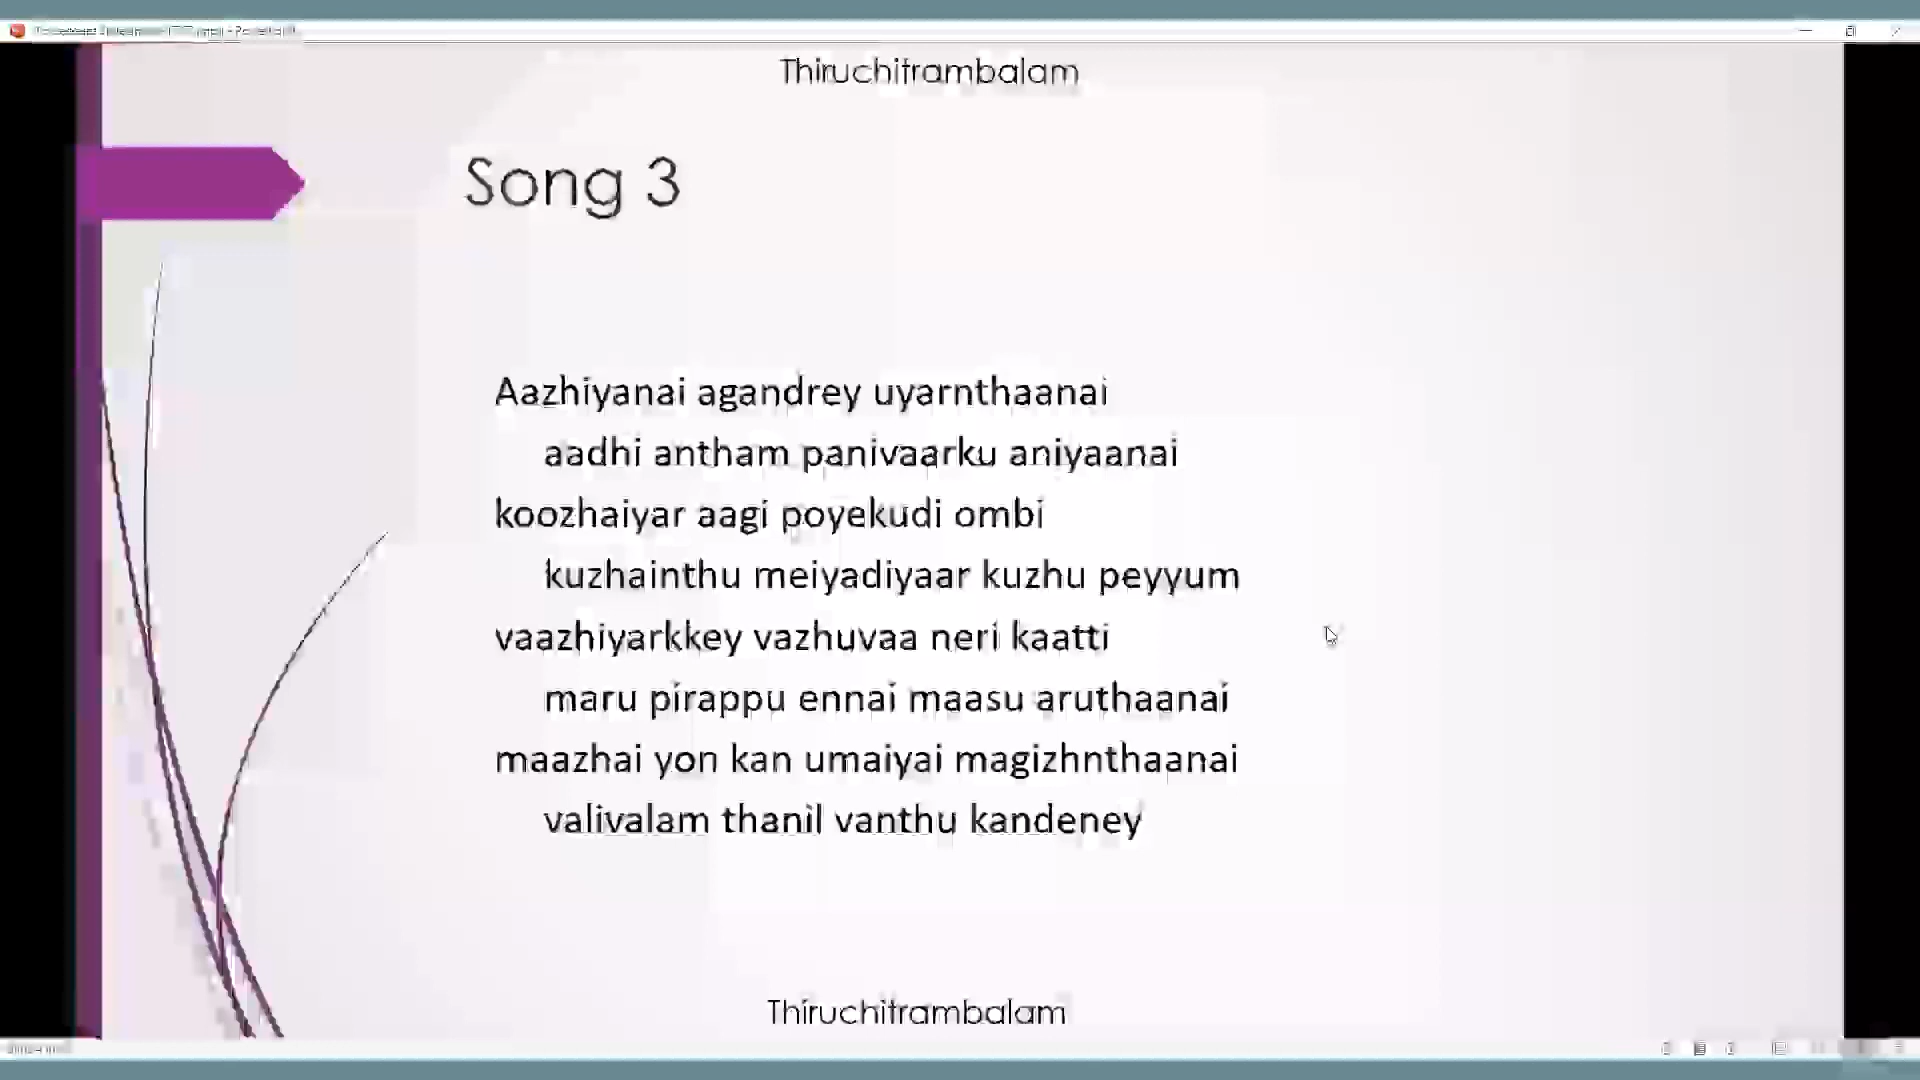 Thiruchitrambalam
Song 3
Aazhiyanai agandrey uyarnthaanai
aadhi antham panivaarku aniyaanai
koozhaiyar aagi poyekudi ombi
kuzhainthu meiyadiyaar kuzhu peyyum
vaazhiyarkkey vazhuvaa neri kaatti
maru pirappu ennai maasu aruthaanai
maazhai yon kan umaiyai magizhnthaanai
valivalam thanil vanthu kandeney
Thiruchitrambalam